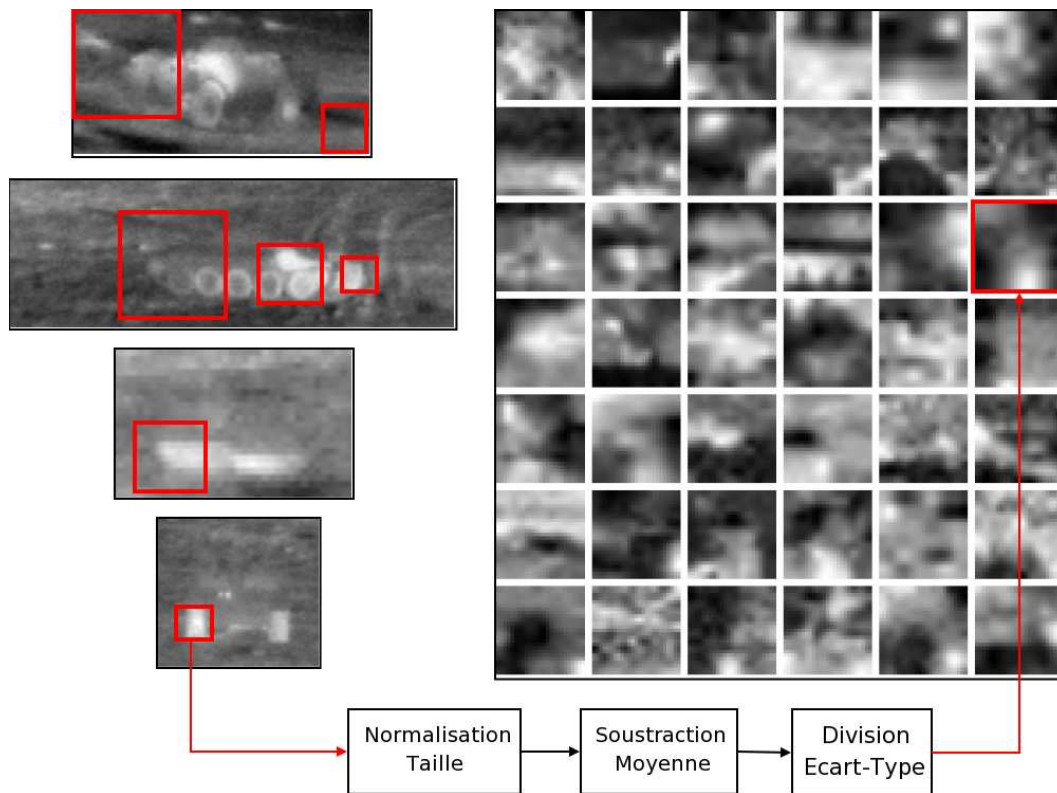 Normalisation
Taille
Soustraction
Moyenne
Division
Ecart-Type